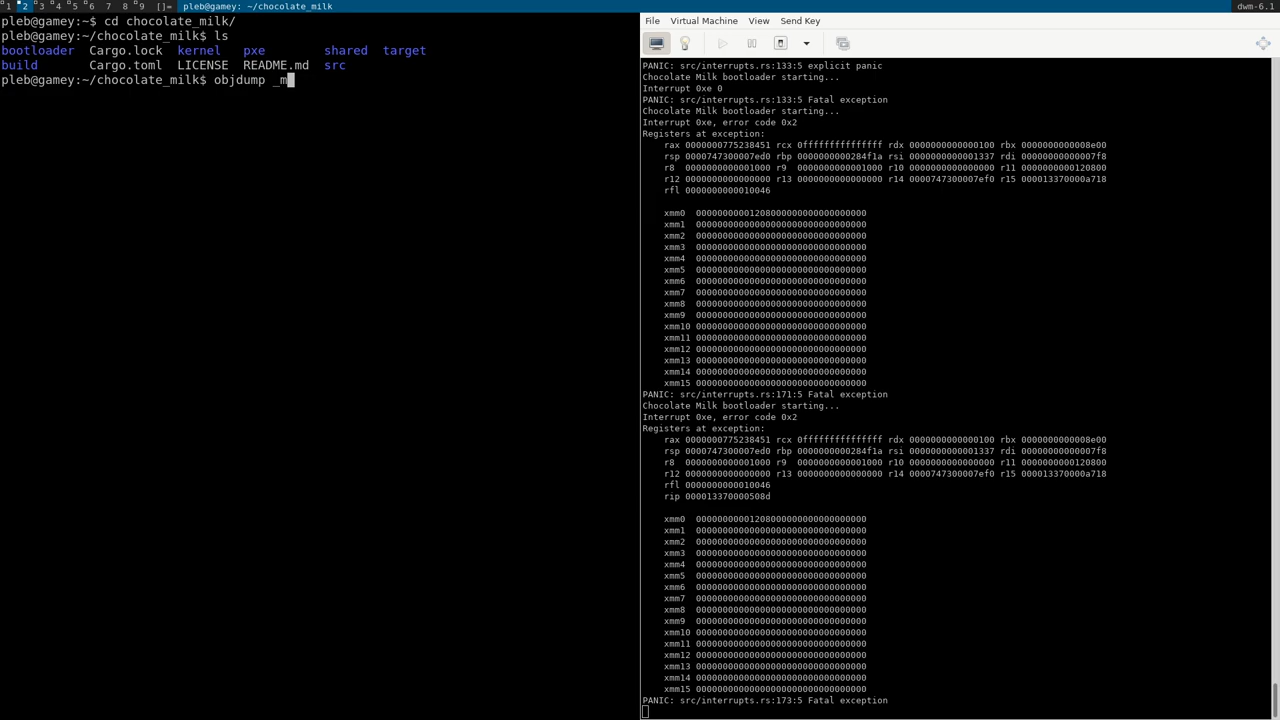 1 2 3 4 5 6 7 8 9 []= pleb@gamey: ~/chocolate_milk dwm-6.1
pleb@gamey:~$ cd chocolate_milk/
pleb@gamey:~/chocolate_milk$ ls
bootloader Cargo.lock kernel pxe shared target
build Cargo.toml LICENSE README.md src
pleb@gamey:~/chocolate_milk$ objdump _m
File Virtual Machine View Send Key
PANIC: src/interrupts.rs:133:5 explicit panic
Chocolate Milk bootloader starting...
Interrupt 0xe 0
PANIC: src/interrupts.rs:133:5 Fatal exception
Chocolate Milk bootloader starting...
Interrupt 0xe, error code 0x2
Registers at exception:
rax 0000000775238451 rcx 0fffffffffffffff rdx 0000000000000100 rbx 0000000000008e00
rsp 0000747300007ed0 rbp 0000000000284f1a rsi 0000000000001337 rdi 00000000000007f8
r8 0000000000001000 r9 0000000000001000 r10 0000000000000000 r11 0000000000120800
r12 0000000000000000 r13 0000000000000000 r14 0000747300007ef0 r15 000013370000a718
rfl 0000000000010046
xmm0 00000000001208000000000000000000
xmm1 00000000000000000000000000000000
xmm2 00000000000000000000000000000000
xmm3 00000000000000000000000000000000
xmm4 00000000000000000000000000000000
xmm5 00000000000000000000000000000000
xmm6 00000000000000000000000000000000
xmm7 00000000000000000000000000000000
xmm8 00000000000000000000000000000000
xmm9 00000000000000000000000000000000
xmm10 00000000000000000000000000000000
xmm11 00000000000000000000000000000000
xmm12 00000000000000000000000000000000
xmm13 00000000000000000000000000000000
xmm14 00000000000000000000000000000000
xmm15 00000000000000000000000000000000
PANIC: src/interrupts.rs:171:5 Fatal exception
Chocolate Milk bootloader starting...
Interrupt 0xe, error code 0x2
Registers at exception:
rax 0000000775238451 rcx 0fffffffffffffff rdx 0000000000000100 rbx 0000000000008e00
rsp 0000747300007ed0 rbp 0000000000284f1a rsi 0000000000001337 rdi 00000000000007f8
r8 0000000000001000 r9 0000000000001000 r10 0000000000000000 r11 0000000000120800
r12 0000000000000000 r13 0000000000000000 r14 0000747300007ef0 r15 000013370000a718
rfl 0000000000010046
rip 000013370000508d
xmm0 00000000001208000000000000000000
xmm1 00000000000000000000000000000000
xmm2 00000000000000000000000000000000
xmm3 00000000000000000000000000000000
xmm4 00000000000000000000000000000000
xmm5 00000000000000000000000000000000
xmm6 00000000000000000000000000000000
xmm7 00000000000000000000000000000000
xmm8 00000000000000000000000000000000
xmm9 00000000000000000000000000000000
xmm10 00000000000000000000000000000000
xmm11 00000000000000000000000000000000
xmm12 00000000000000000000000000000000
xmm13 00000000000000000000000000000000
xmm14 00000000000000000000000000000000
xmm15 00000000000000000000000000000000
PANIC: src/interrupts.rs:173:5 Fatal exception